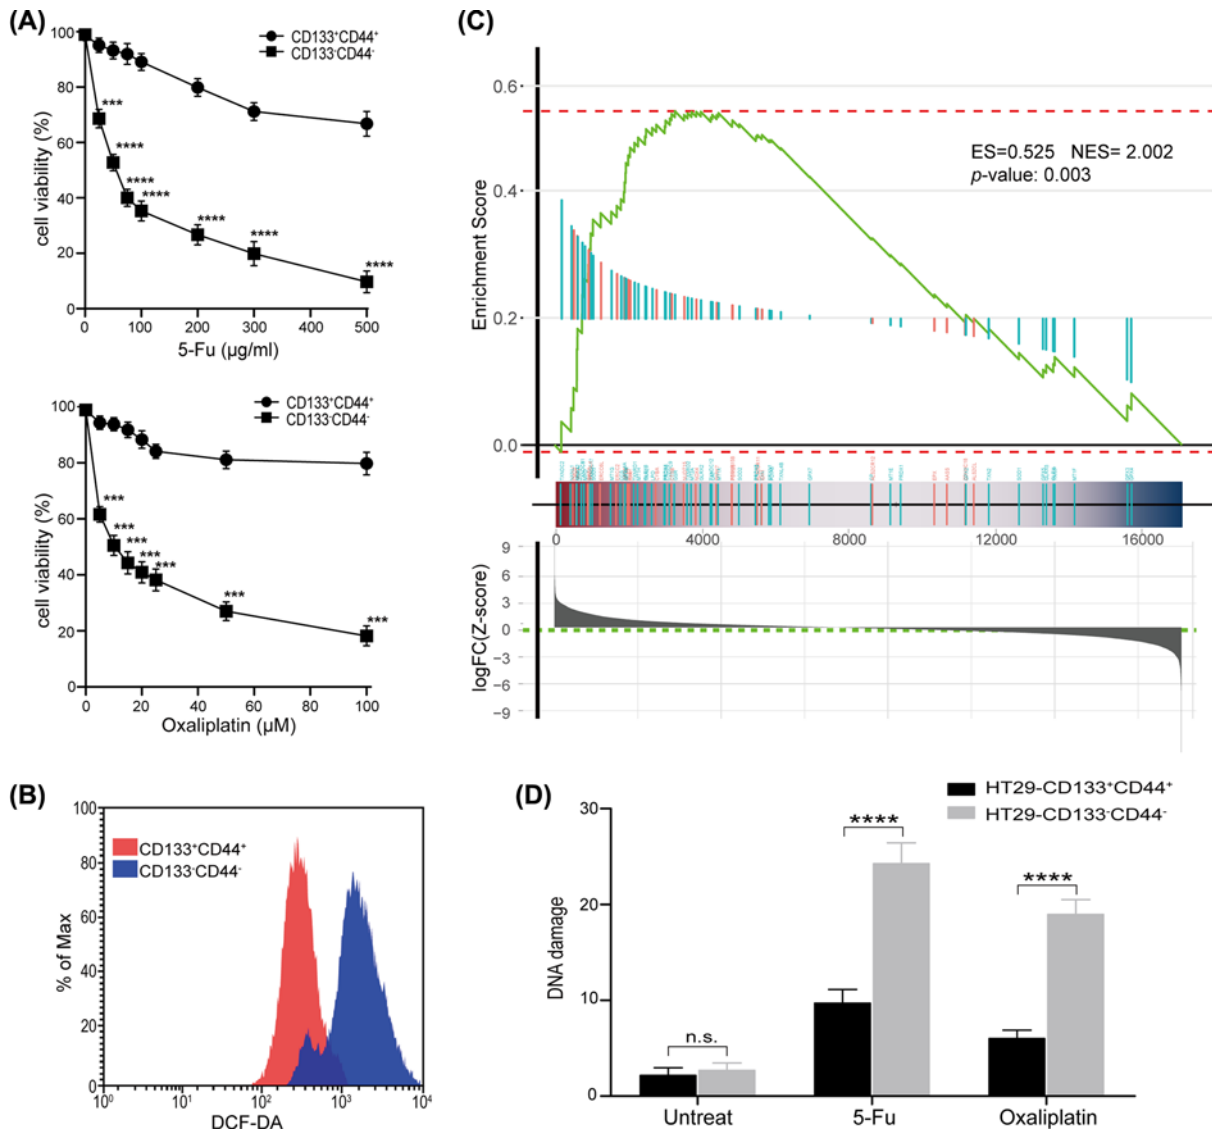 (A)
100
80
60
40
20
0
cell viability (%)
CD133⁺CD44⁺
CD133⁻CD44⁻
***
****
****
****
****
****
****
0 100 200 300 400 500
5-Fu (µg/ml)
100
80
60
40
20
0
cell viability (%)
CD133⁺CD44⁺
CD133⁻CD44⁻
***
***
***
***
***
***
***
0 20 40 60 80 100
Oxaliplatin (µM)
(C)
0.6
0.4
0.2
0.0
Enrichment Score
ES=0.525 NES= 2.002
p-value: 0.003
0 4000 8000 12000 16000
9
6
3
0
−3
−6
−9
logFC(Z-score)
(B)
100
80
60
40
20
0
% of Max
CD133⁺CD44⁺
CD133⁻CD44⁻
10⁰ 10¹ 10² 10³ 10⁴
DCF-DA
(D)
HT29-CD133⁺CD44⁺
HT29-CD133⁻CD44⁻
30
20
10
0
DNA damage
n.s.
****
****
Untreat 5-Fu Oxaliplatin